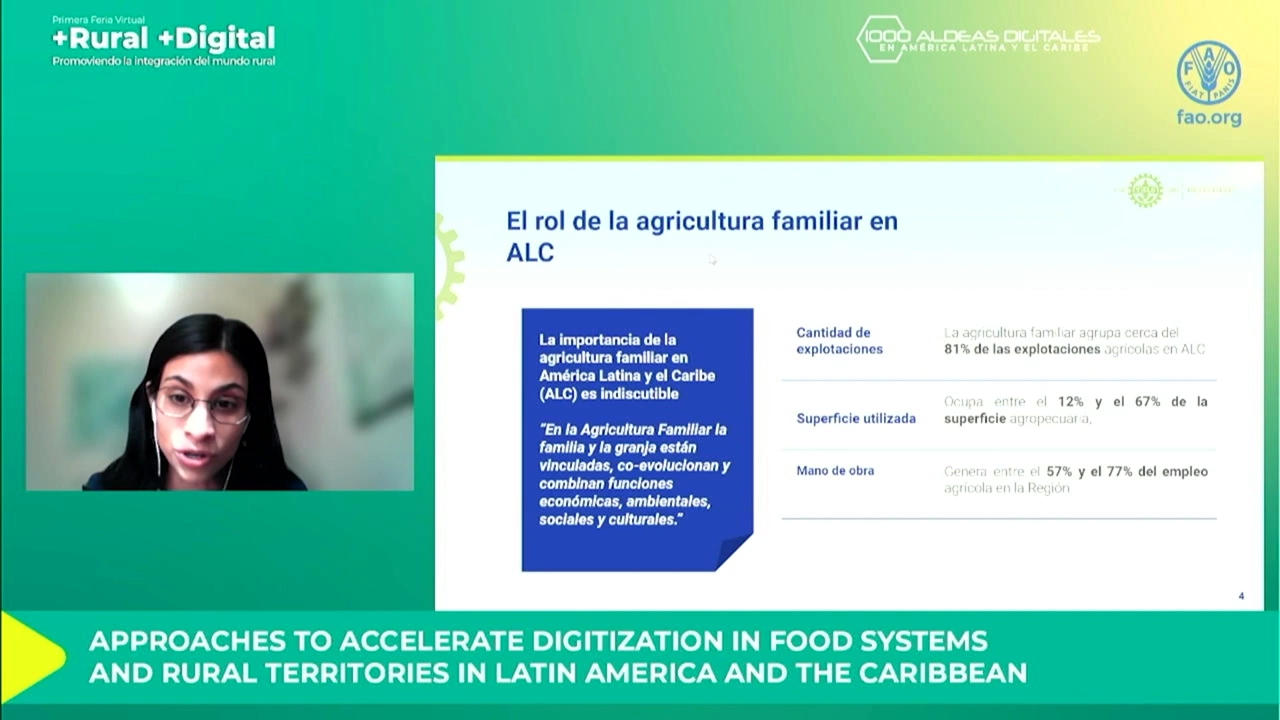 Primera Feria Virtual
+Rural +Digital
Promoviendo la integración del mundo rural
1000 ALDEAS DIGITALES
EN AMÉRICA LATINA Y EL CARIBE
F A O
FIAT PANIS
fao.org
El rol de la agricultura familiar en
ALC
La importancia de la
agricultura familiar en
América Latina y el Caribe
(ALC) es indiscutible
“En la Agricultura Familiar la
familia y la granja están
vinculadas, co-evolucionan y
combinan funciones
económicas, ambientales,
sociales y culturales.”
Cantidad de
explotaciones
La agricultura familiar agrupa cerca del
81% de las explotaciones agrícolas en ALC
Superficie utilizada
Ocupa entre el 12% y el 67% de la
superficie agropecuaria,
Mano de obra
Genera entre el 57% y el 77% del empleo
agrícola en la Región
4
APPROACHES TO ACCELERATE DIGITIZATION IN FOOD SYSTEMS
AND RURAL TERRITORIES IN LATIN AMERICA AND THE CARIBBEAN